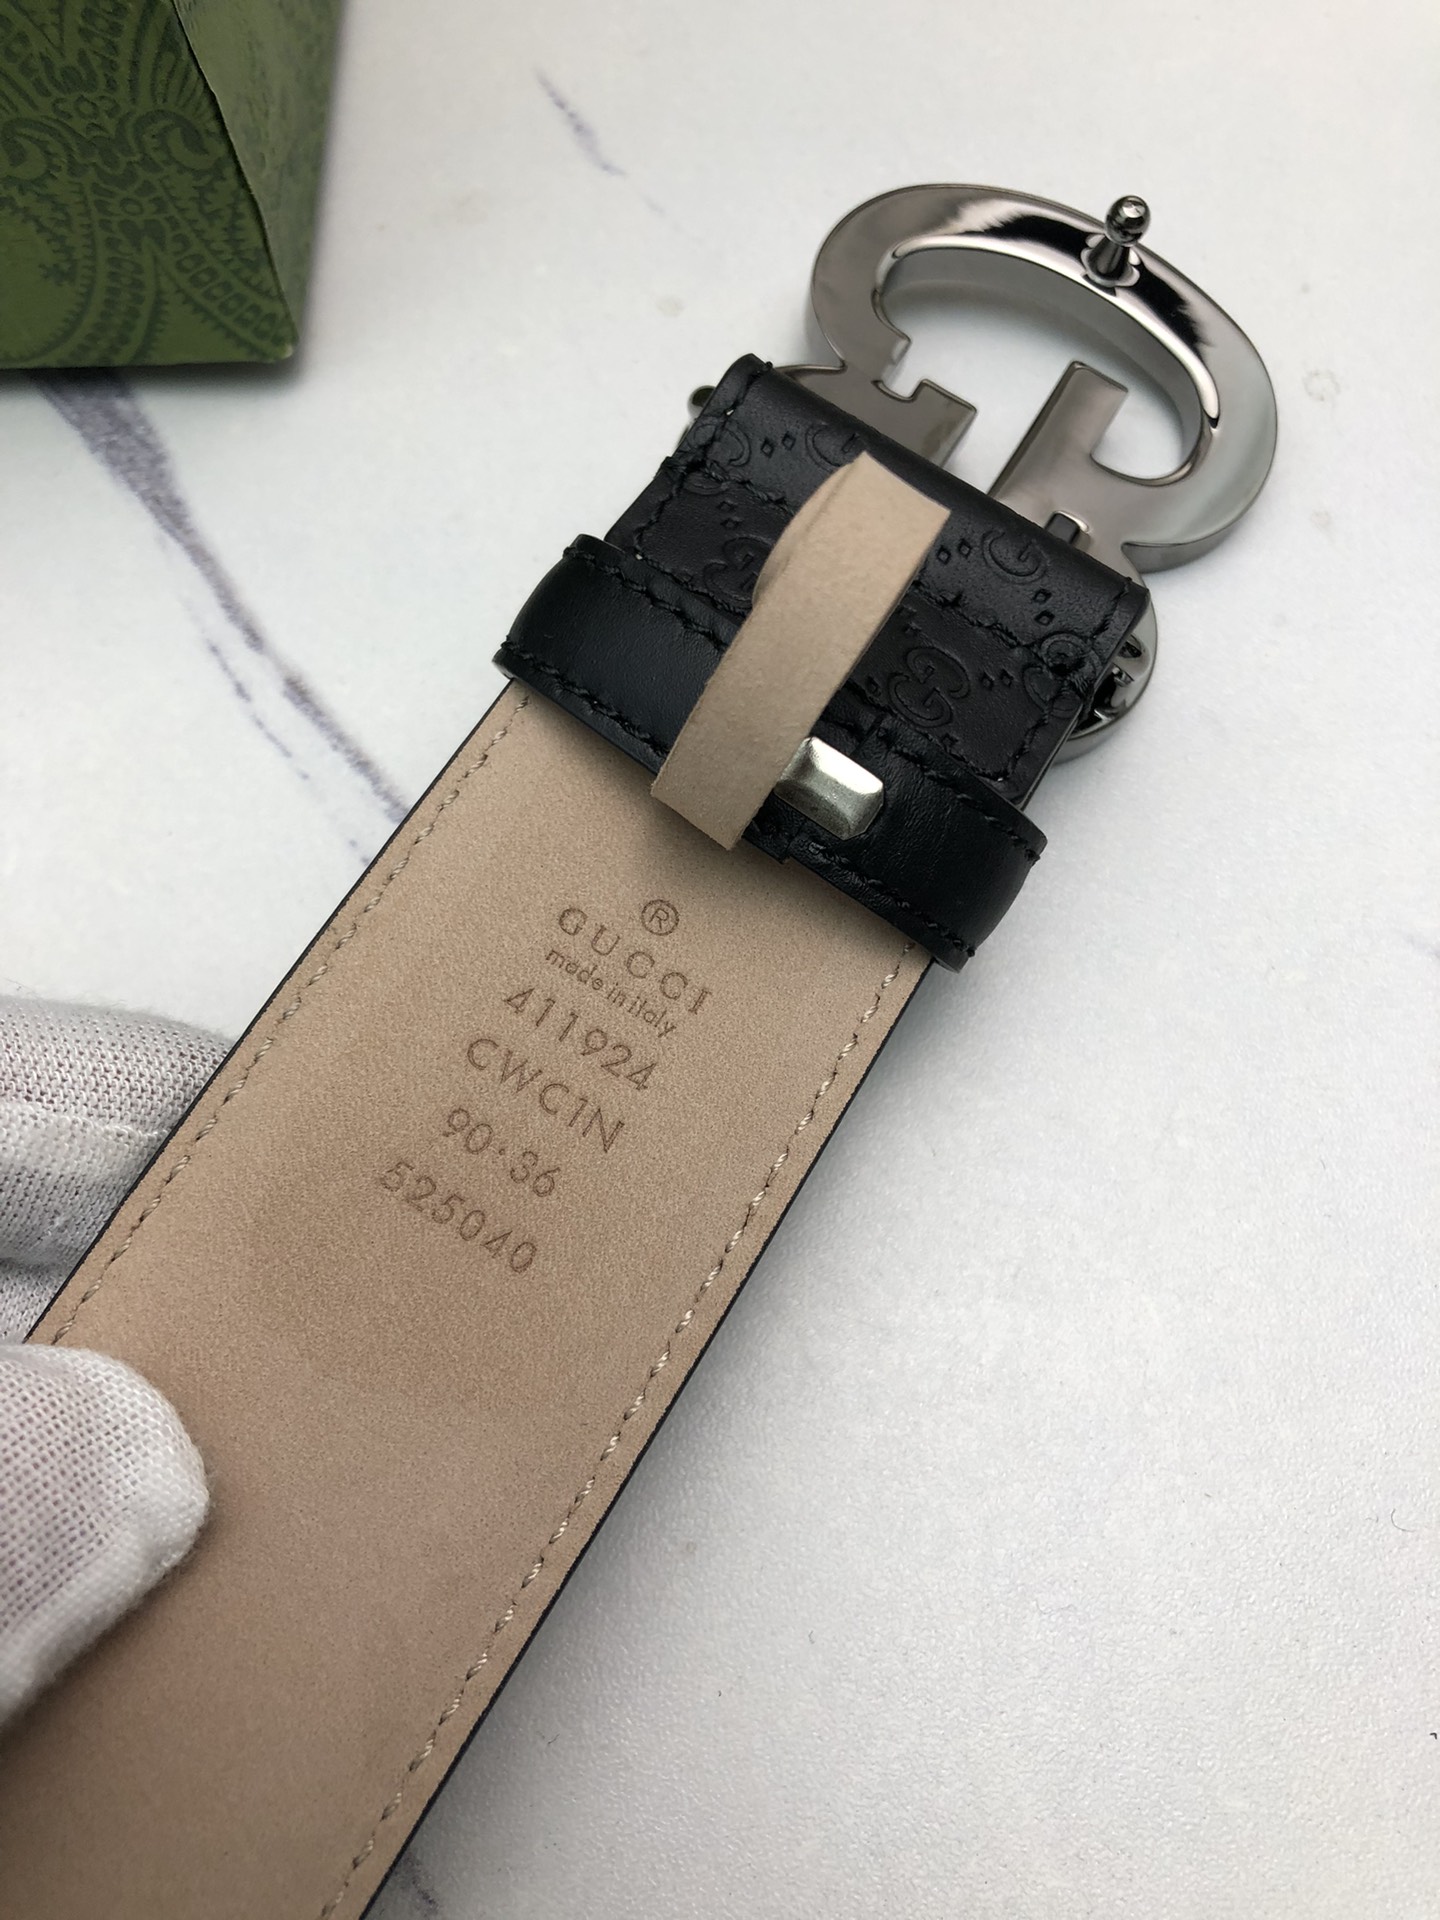 ®
GUCCI
made in italy
411924
CWC1N
90·36
525040